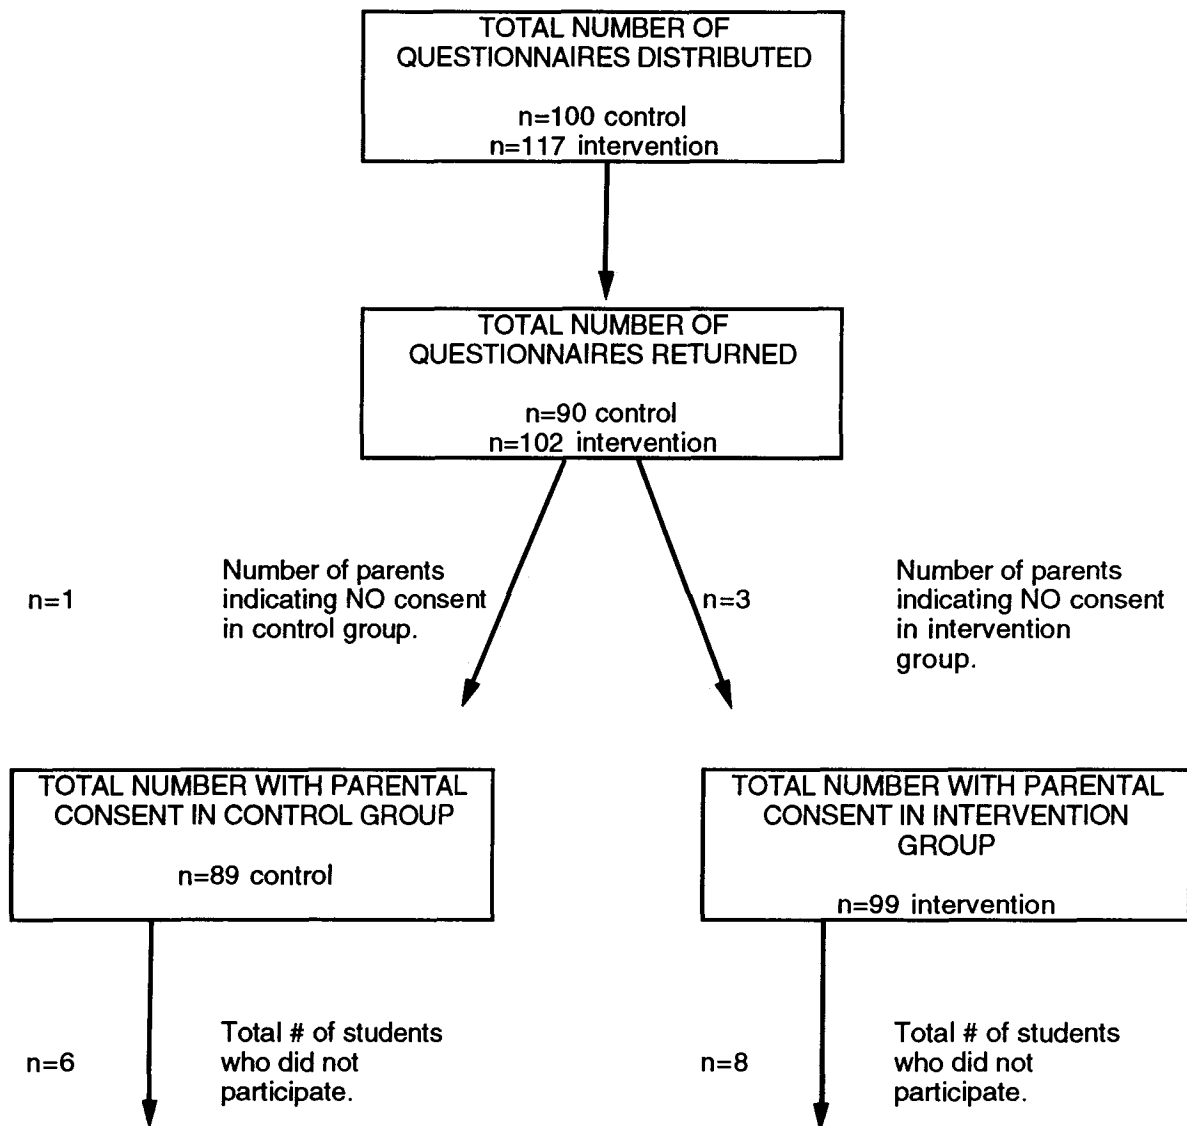 TOTAL NUMBER OF
QUESTIONNAIRES DISTRIBUTED
n=100 control
n=117 intervention
TOTAL NUMBER OF
QUESTIONNAIRES RETURNED
n=90 control
n=102 intervention
n=1
Number of parents
indicating NO consent
in control group.
n=3
Number of parents
indicating NO consent
in intervention
group.
TOTAL NUMBER WITH PARENTAL
CONSENT IN CONTROL GROUP
n=89 control
TOTAL NUMBER WITH PARENTAL
CONSENT IN INTERVENTION
GROUP
n=99 intervention
n=6
Total # of students
who did not
participate.
n=8
Total # of students
who did not
participate.